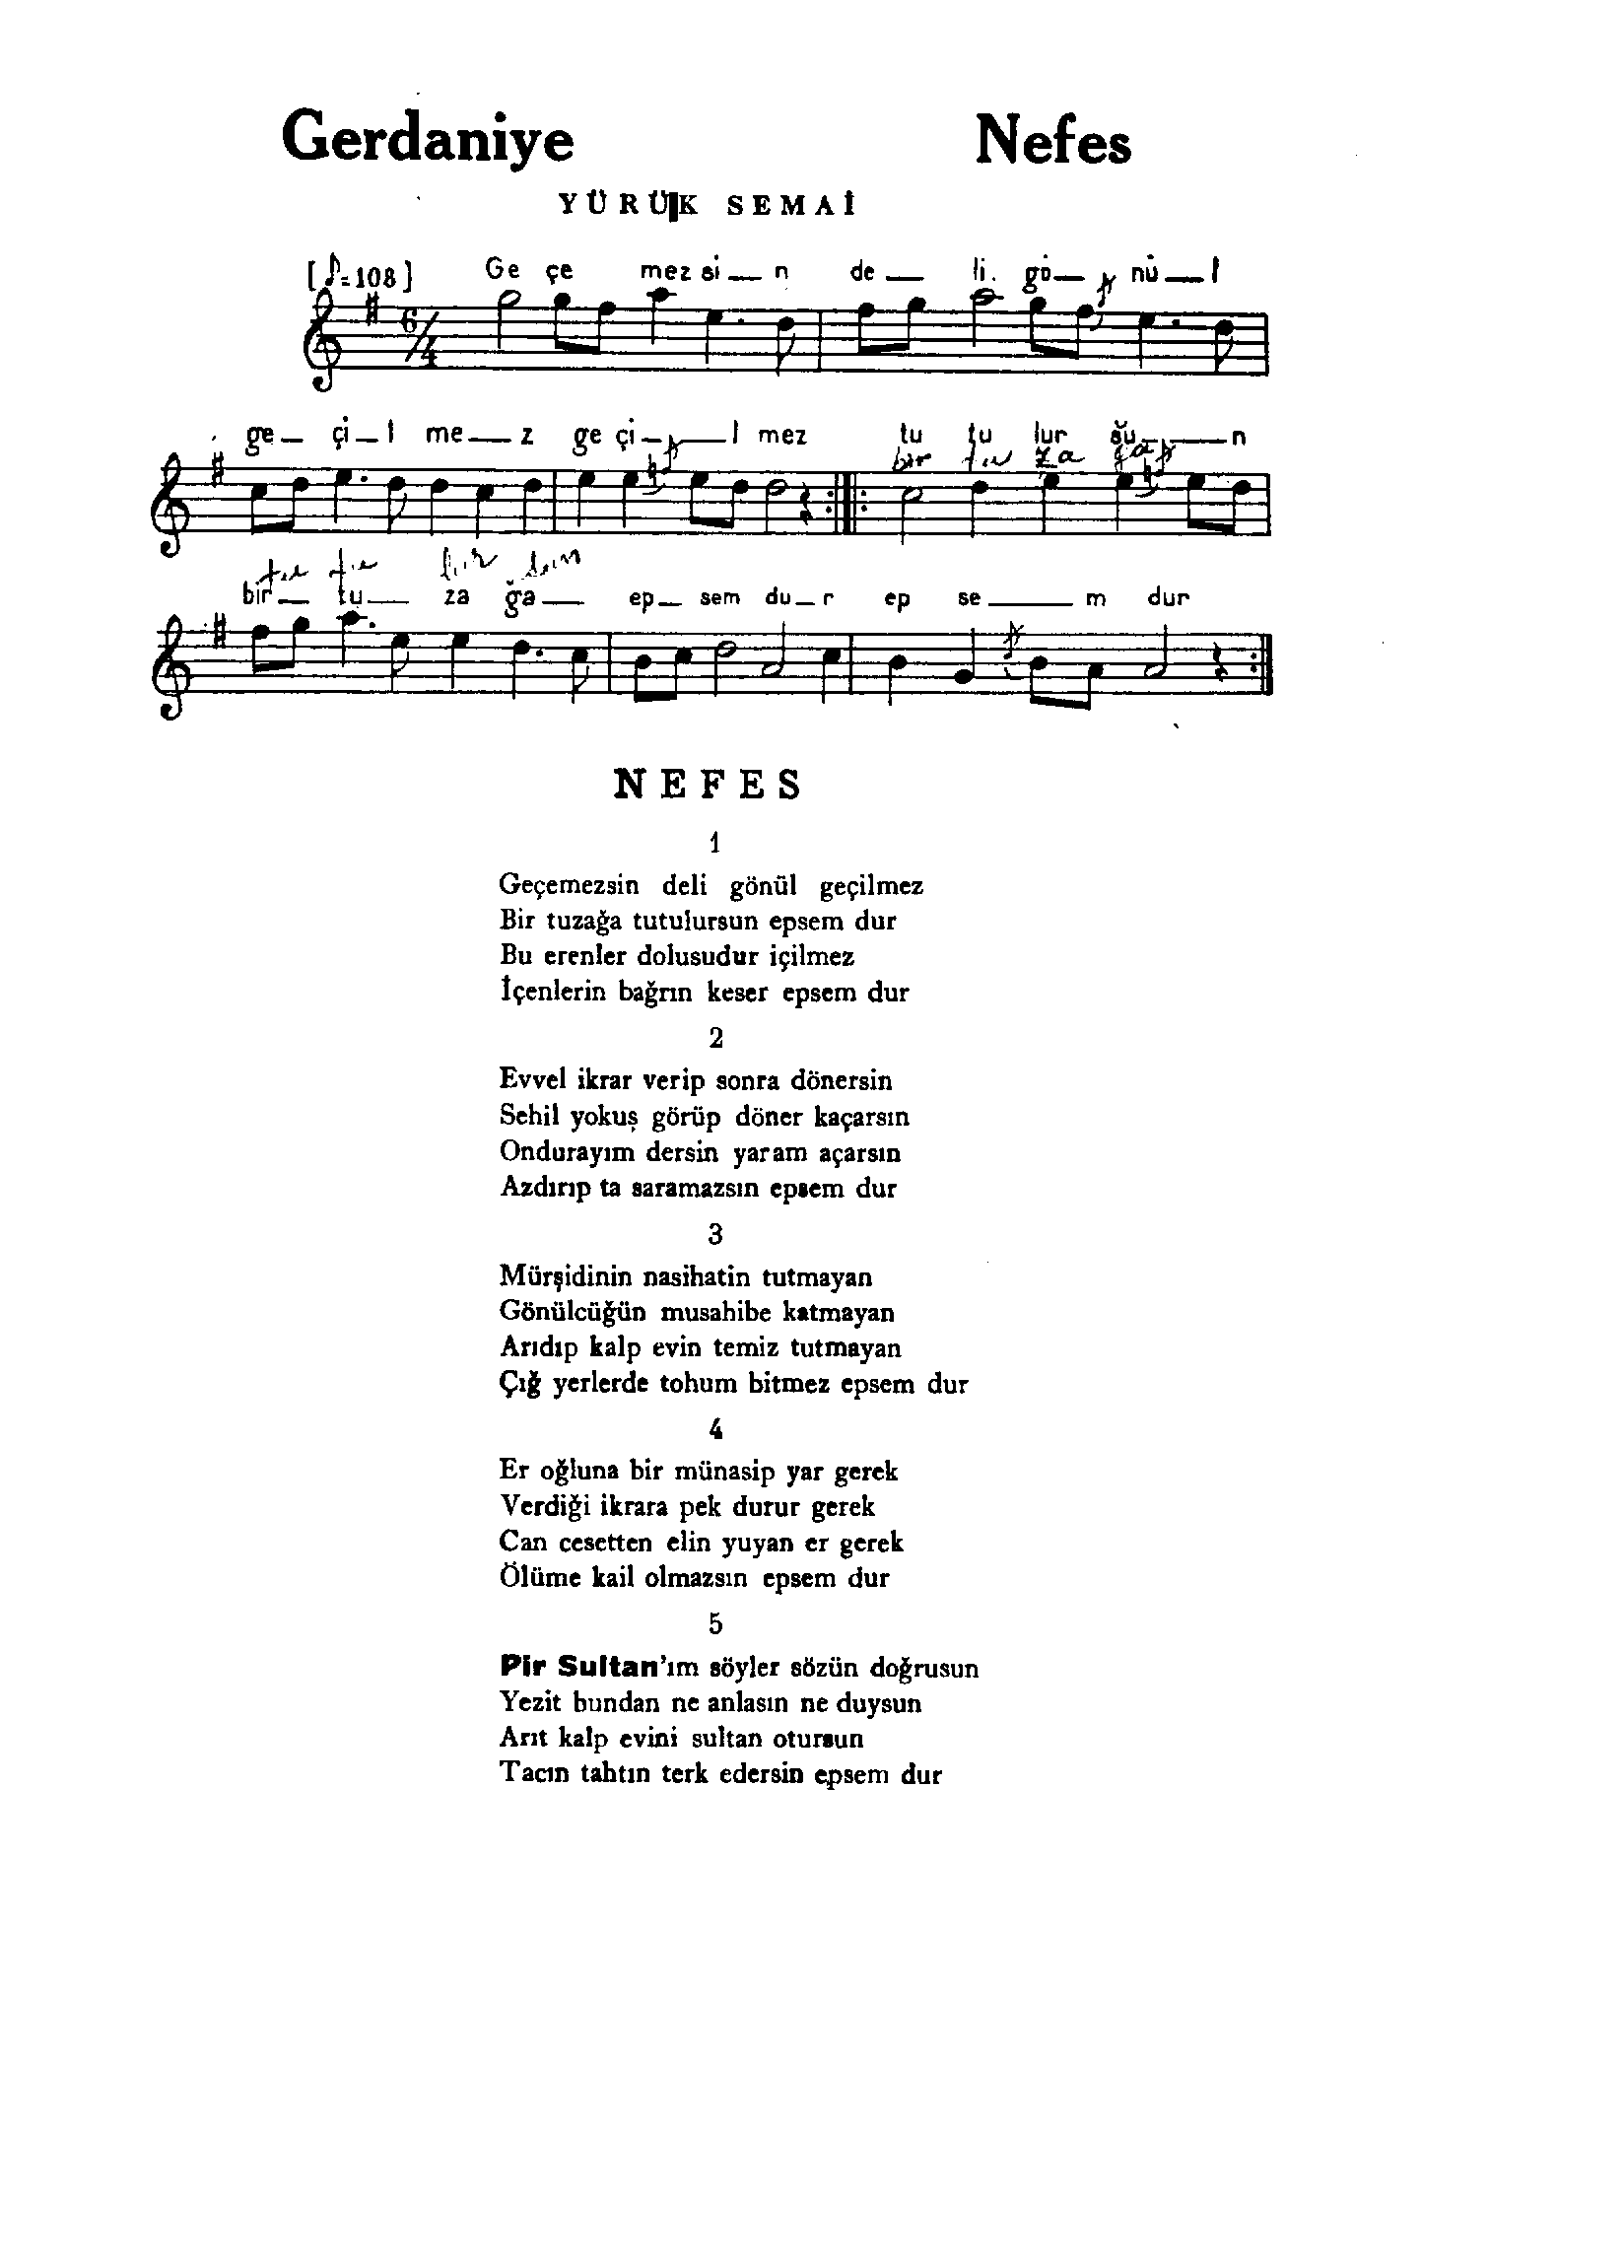 Gerdaniye Nefes
YÜRÜK SEMAİ
[♪=108] Ge çe mez si — n de — li. gö — nü — l
6/4
ge — çi — l me — z ge çi — — l mez tu tu lur su — — n
bir tu za ğa
tu tu lur sun
bir — tu — za ğa — ep — sem du — r ep se — m dur
NEFES
1
Geçemezsin deli gönül geçilmez
Bir tuzağa tutulursun epsem dur
Bu erenler dolusudur içilmez
İçenlerin bağrın keser epsem dur
2
Evvel ikrar verip sonra dönersin
Sehil yokuş görüp döner kaçarsın
Ondurayım dersin yaram açarsın
Azdırıp ta saramazsın epsem dur
3
Mürşidinin nasihatin tutmayan
Gönülcüğün musahibe katmayan
Arıdıp kalp evin temiz tutmayan
Çığ yerlerde tohum bitmez epsem dur
4
Er oğluna bir münasip yar gerek
Verdiği ikrara pek durur gerek
Can cesetten elin yuyan er gerek
Ölüme kail olmazsın epsem dur
5
Pir Sultan'ım söyler sözün doğrusun
Yezit bundan ne anlasın ne duysun
Arıt kalp evini sultan otursun
Tacın tahtın terk edersin epsem dur